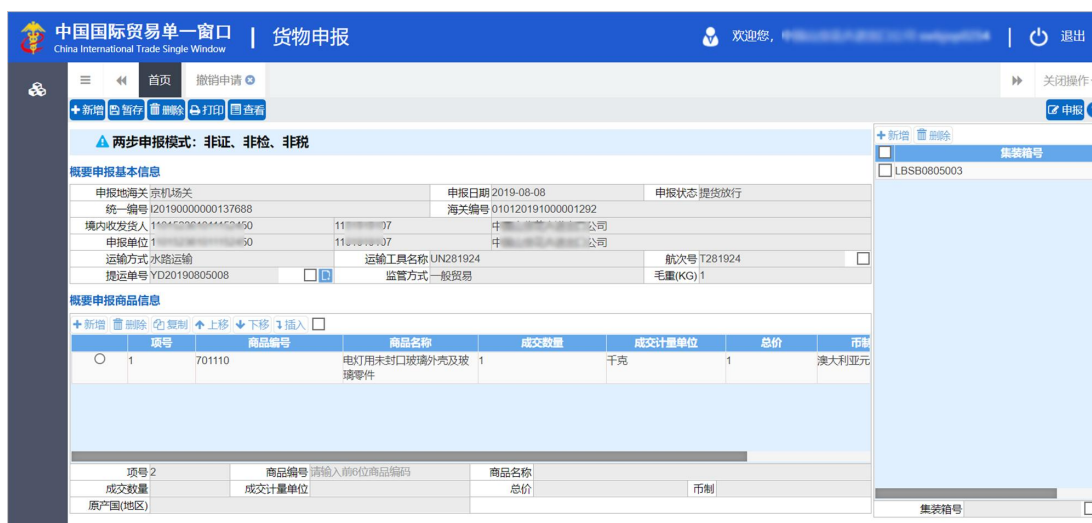 中国国际贸易单一窗口 | 货物申报
China International Trade Single Window
欢迎您，
退出
首页 撤销申请 关闭操作
新增 暂存 删除 打印 查看 申报
两步申报模式：非证、非检、非税
概要申报基本信息
申报地海关 京机场关 申报日期 2019-08-08 申报状态 提货放行
统一编号 I20190000000137688 海关编号 010120191000001292
境内收发货人
申报单位
运输方式 水路运输 运输工具名称 UN281924 航次号 T281924
提运单号 YD20190805008 监管方式 一般贸易 毛重(KG) 1
概要申报商品信息
新增 删除 复制 上移 下移 插入
项号 商品编号 商品名称 成交数量 成交计量单位 总价 币制
1 701110 电灯用未封口玻璃外壳及玻 1 千克 1 澳大利亚元
璃零件
项号 2 商品编号 请输入前6位商品编码 商品名称
成交数量 成交计量单位 总价 币制
原产国(地区)
新增 删除
集装箱号
LBSB0805003
集装箱号